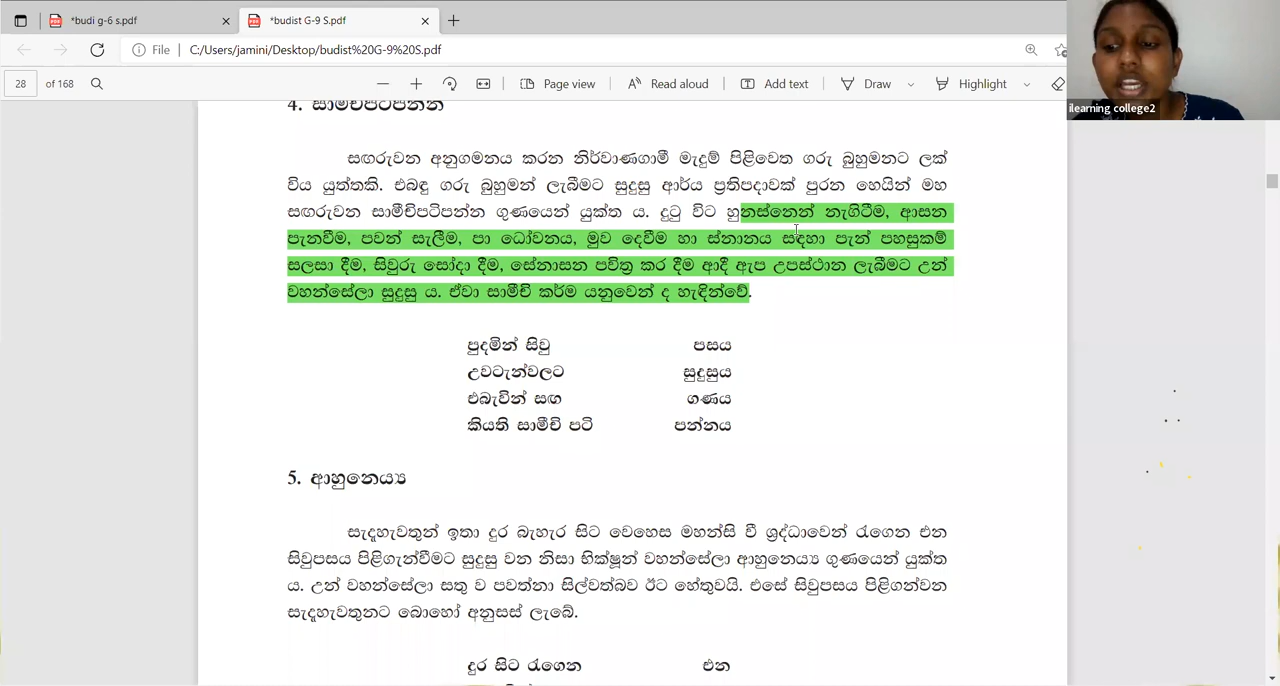 *budi g-6 s.pdf
*budist G-9 S.pdf
File
C:/Users/jamini/Desktop/budist%20G-9%20S.pdf
28 of 168
Page view
Read aloud
Add text
Draw
Highlight
ilearning college2
4. සාමීචිපටිපන්න
සඟරුවන අනුගමනය කරන නිර්වාණගාමී මැදුම් පිළිවෙත ගරු බුහුමනට ලක්
විය යුත්තකි. එබඳු ගරු බුහුමන් ලැබීමට සුදුසු ආර්ය ප්‍රතිපදාවක් පුරන හෙයින් මහ
සඟරුවන සාමීචිපටිපන්න ගුණයෙන් යුක්ත ය. දුටු විට හුනස්නෙන් නැගිටීම, ආසන
පැනවීම, පවන් සැලීම, පා ධෝවනය, මුව දෙවීම හා ස්නානය සඳහා පැන් පහසුකම්
සලසා දීම, සිවුරු සෝදා දීම, සේනාසන පවිත්‍ර කර දීම ආදී ඇප උපස්ථාන ලැබීමට උන්
වහන්සේලා සුදුසු ය. ඒවා සාමීචි කර්ම යනුවෙන් ද හැඳින්වේ.
පුදමින් සිවු පසය
උවටැන්වලට සුදුසුය
එබැවින් සඟ ගණය
කියති සාමීචි පටි පන්නය
5. ආහුනෙය්‍ය
සැදැහැවතුන් ඉතා දුර බැහැර සිට වෙහෙස මහන්සි වී ශ්‍රද්ධාවෙන් රැගෙන එන
සිවුපසය පිළිගැන්වීමට සුදුසු වන නිසා භික්ෂූන් වහන්සේලා ආහුනෙය්‍ය ගුණයෙන් යුක්ත
ය. උන් වහන්සේලා සතු ව පවත්නා සිල්වත්බව ඊට හේතුවයි. එසේ සිවුපසය පිළිගන්වන
සැදැහැවතුනට බොහෝ අනුසස් ලැබේ.
දුර සිට රැගෙන එන